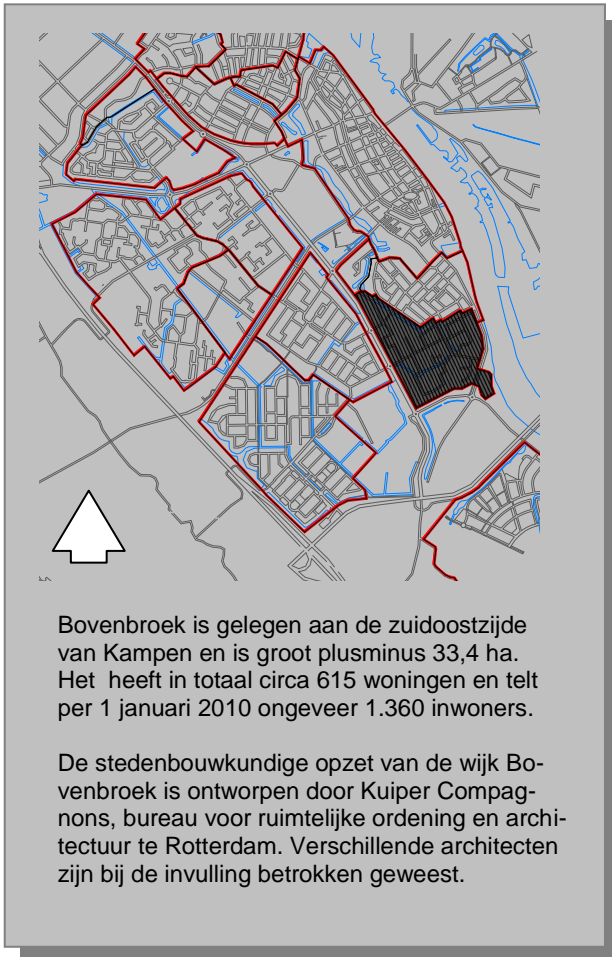 Bovenbroek is gelegen aan de zuidoostzijde
van Kampen en is groot plusminus 33,4 ha.
Het heeft in totaal circa 615 woningen en telt
per 1 januari 2010 ongeveer 1.360 inwoners.
De stedenbouwkundige opzet van de wijk Bo-
venbroek is ontworpen door Kuiper Compag-
nons, bureau voor ruimtelijke ordening en archi-
tectuur te Rotterdam. Verschillende architecten
zijn bij de invulling betrokken geweest.